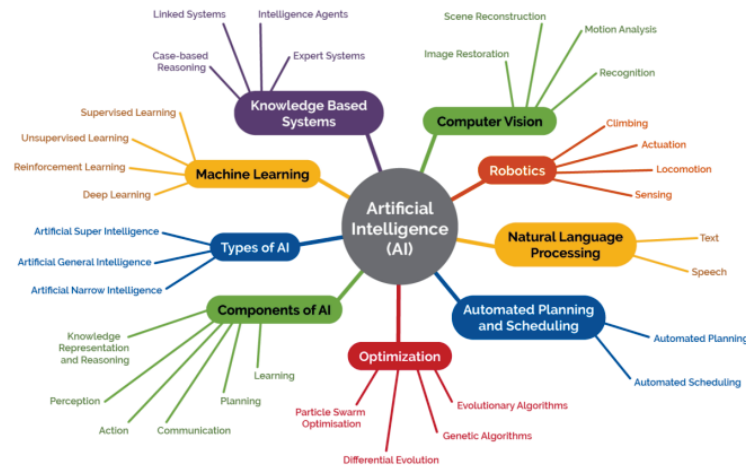 Linked Systems
Intelligence Agents
Case-based
Reasoning
Expert Systems
Knowledge Based
Systems
Scene Reconstruction
Motion Analysis
Image Restoration
Recognition
Computer Vision
Supervised Learning
Unsupervised Learning
Reinforcement Learning
Deep Learning
Machine Learning
Climbing
Actuation
Locomotion
Sensing
Robotics
Artificial
Intelligence
(AI)
Artificial Super Intelligence
Artificial General Intelligence
Artificial Narrow Intelligence
Types of AI
Natural Language
Processing
Text
Speech
Components of AI
Knowledge
Representation
and Reasoning
Perception
Action
Communication
Planning
Learning
Optimization
Particle Swarm
Optimisation
Differential Evolution
Genetic Algorithms
Evolutionary Algorithms
Automated Planning
and Scheduling
Automated Planning
Automated Scheduling